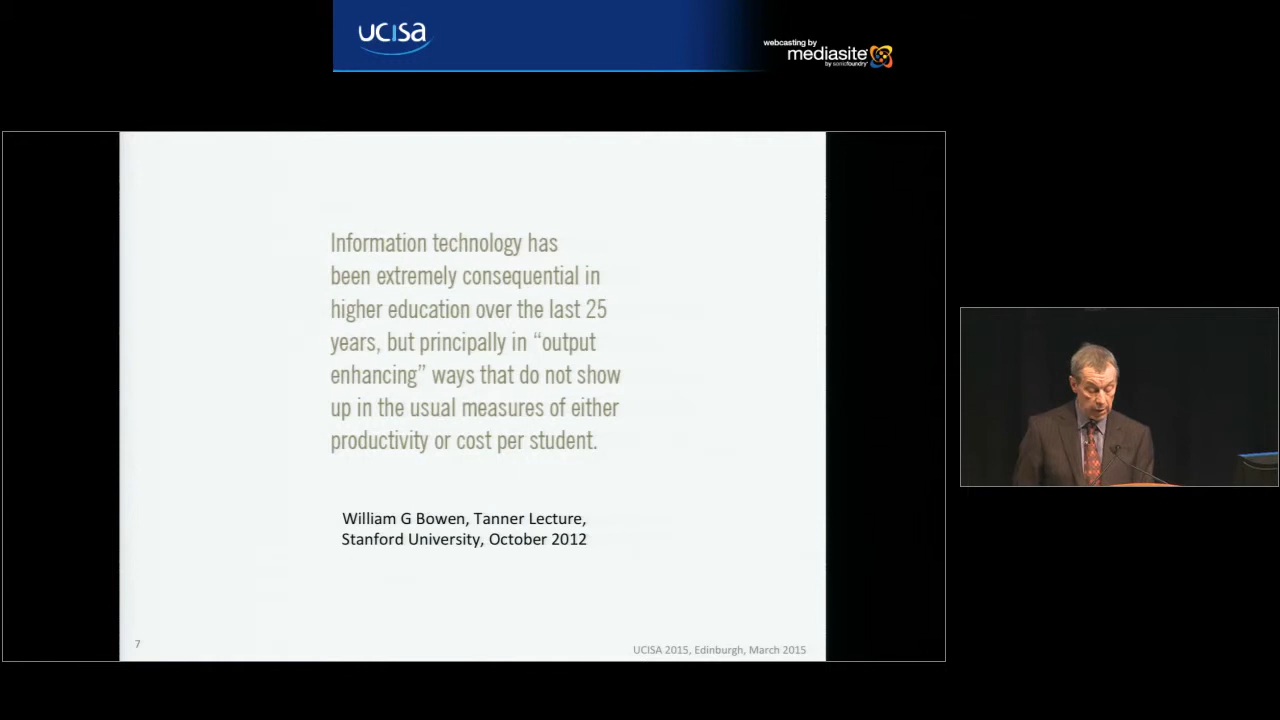 ucisa
webcasting by
mediasite
by sonicfoundry
Information technology has
been extremely consequential in
higher education over the last 25
years, but principally in “output
enhancing” ways that do not show
up in the usual measures of either
productivity or cost per student.
William G Bowen, Tanner Lecture,
Stanford University, October 2012
7
UCISA 2015, Edinburgh, March 2015